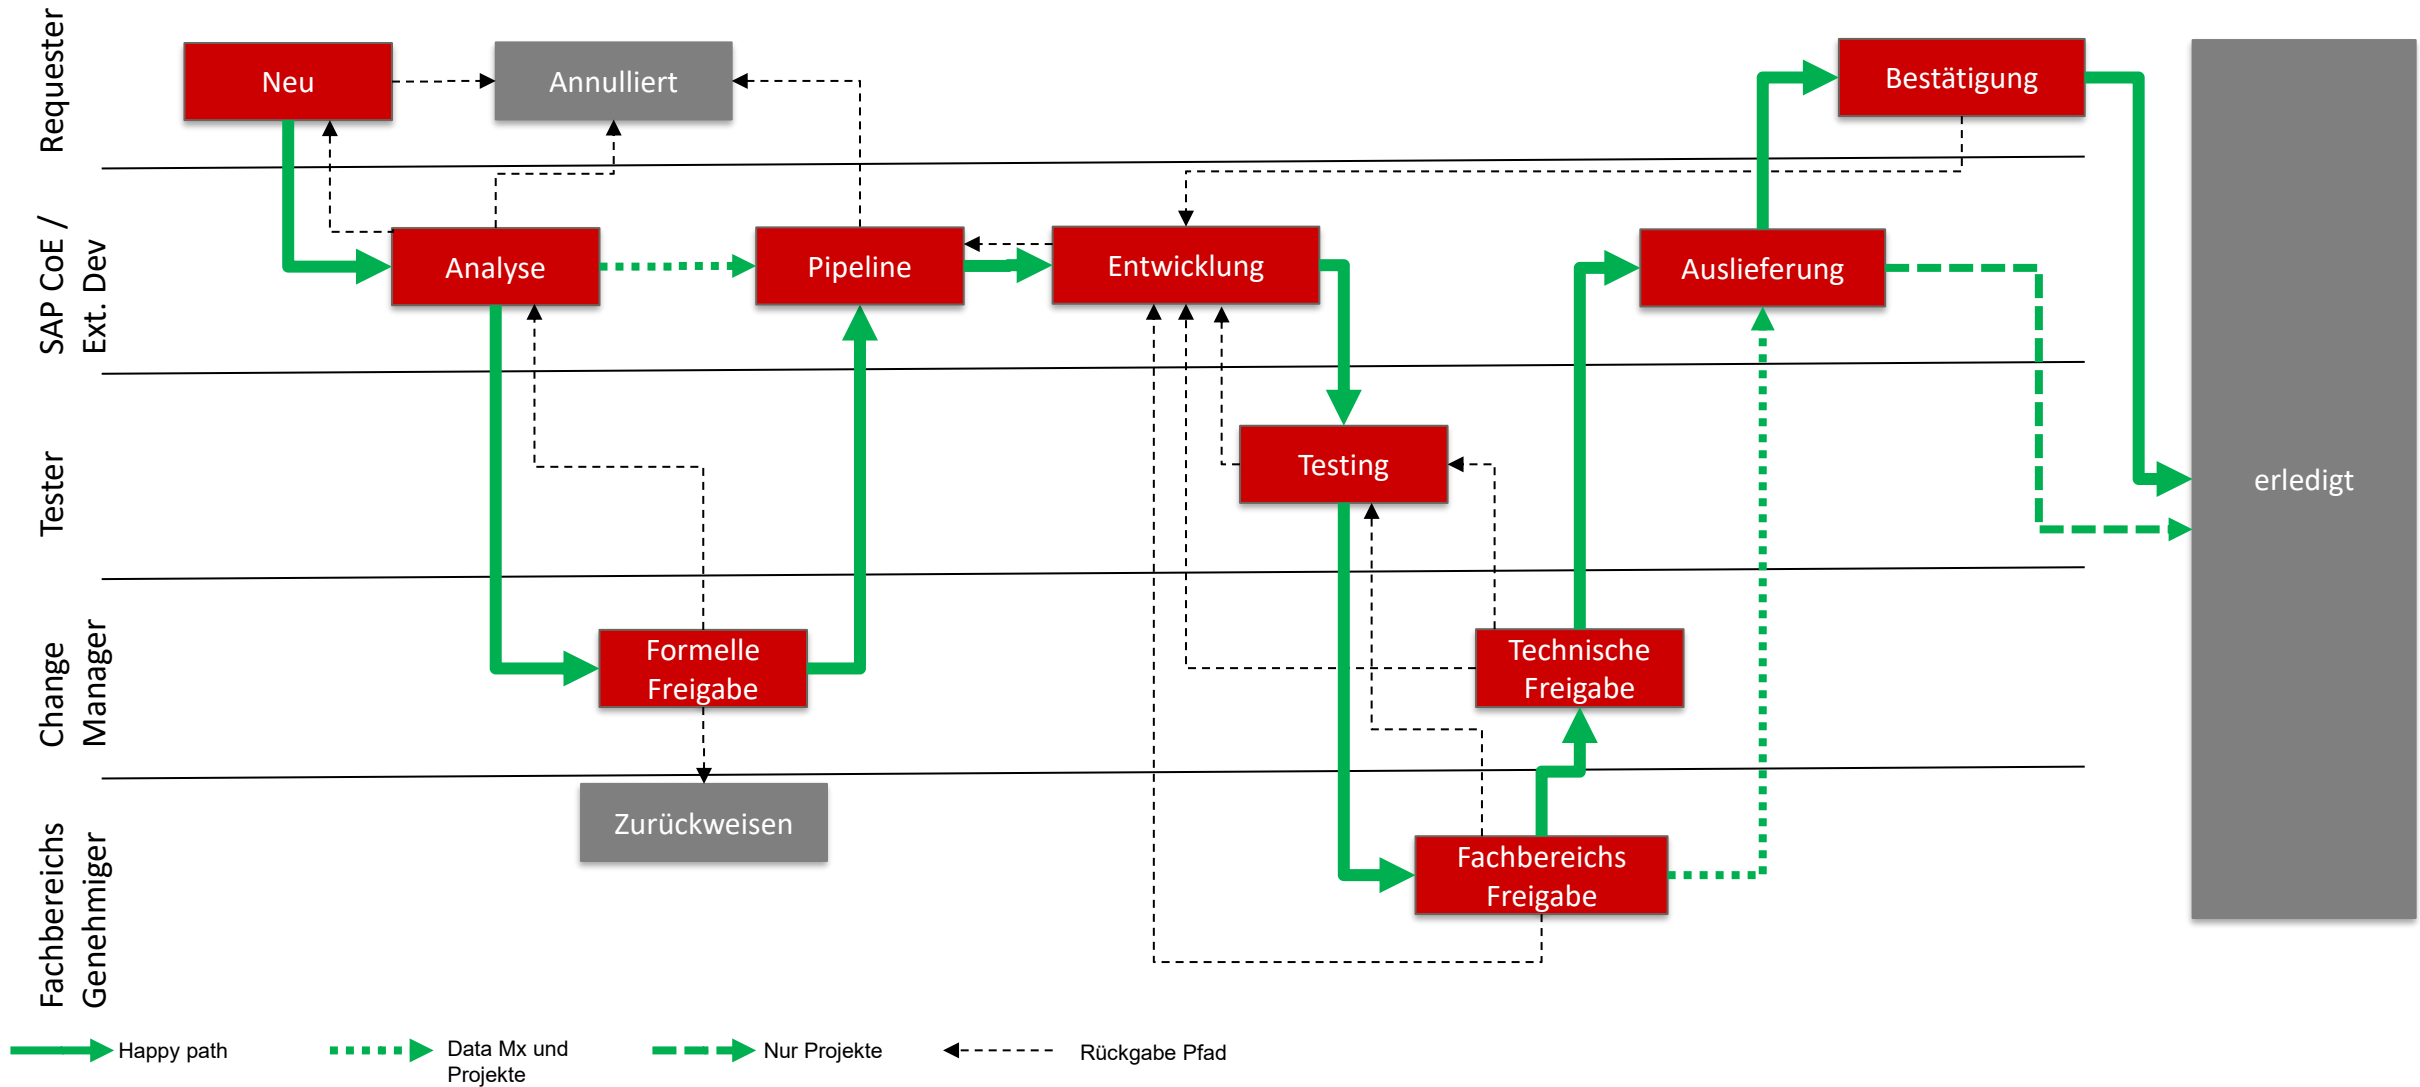 Requester
Neu
Annulliert
Bestätigung
SAP CoE /
Ext. Dev
Analyse
Pipeline
Entwicklung
Auslieferung
Tester
Testing
erledigt
Change
Manager
Formelle
Freigabe
Technische
Freigabe
Fachbereichs
Genehmiger
Zurückweisen
Fachbereichs
Freigabe
Happy path
Data Mx und
Projekte
Nur Projekte
Rückgabe Pfad